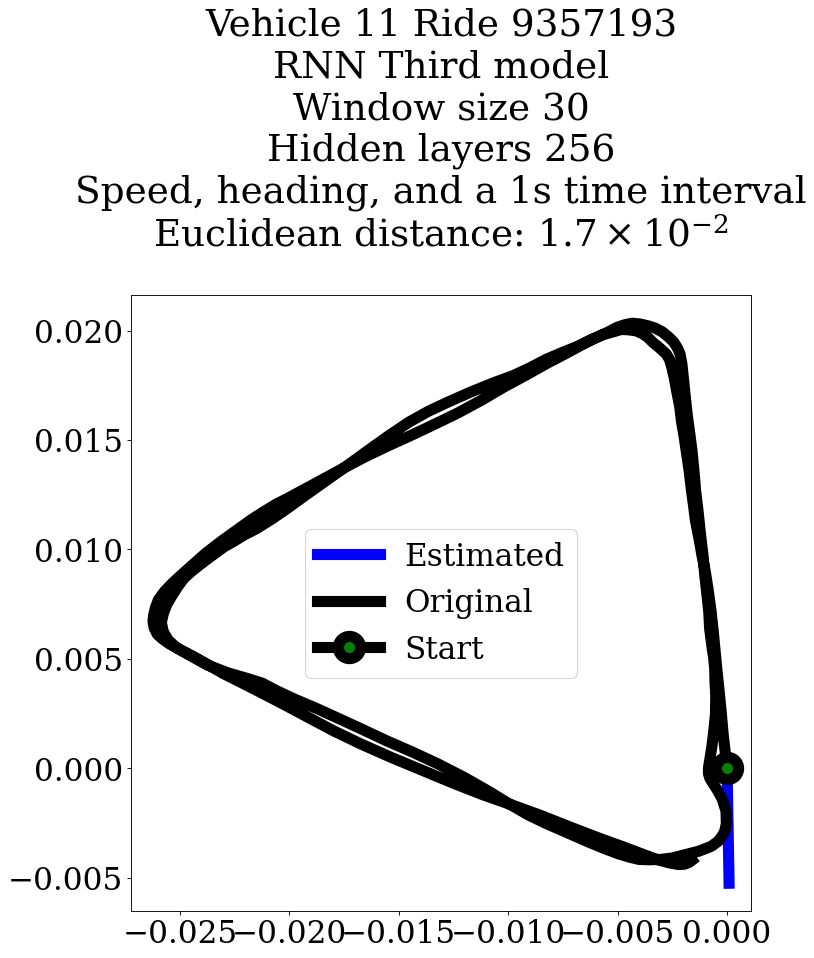 Vehicle 11 Ride 9357193
RNN Third model
Window size 30
Hidden layers 256
Speed, heading, and a 1s time interval
Euclidean distance: 1.7 × 10⁻²
0.020
0.015
0.010
Estimated
Original
0.005
Start
0.000
−0.005
−0.025 −0.020 −0.015 −0.010 −0.005 0.000